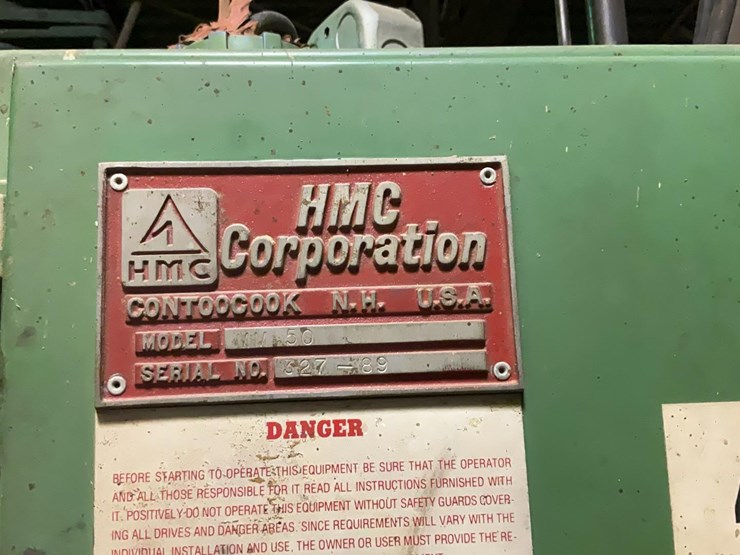 HMC
HMC
Corporation
CONTOOCOOK N.H. U.S.A.
MODEL 50
SERIAL NO. 327-89
DANGER
BEFORE STARTING TO OPERATE THIS EQUIPMENT BE SURE THAT THE OPERATOR
AND ALL THOSE RESPONSIBLE FOR IT READ ALL INSTRUCTIONS FURNISHED WITH
IT. POSITIVELY DO NOT OPERATE THIS EQUIPMENT WITHOUT SAFETY GUARDS COVER-
ING ALL DRIVES AND DANGER AREAS. SINCE REQUIREMENTS WILL VARY WITH THE
INDIVIDUAL INSTALLATION AND USE, THE OWNER OR USER MUST PROVIDE THE RE-